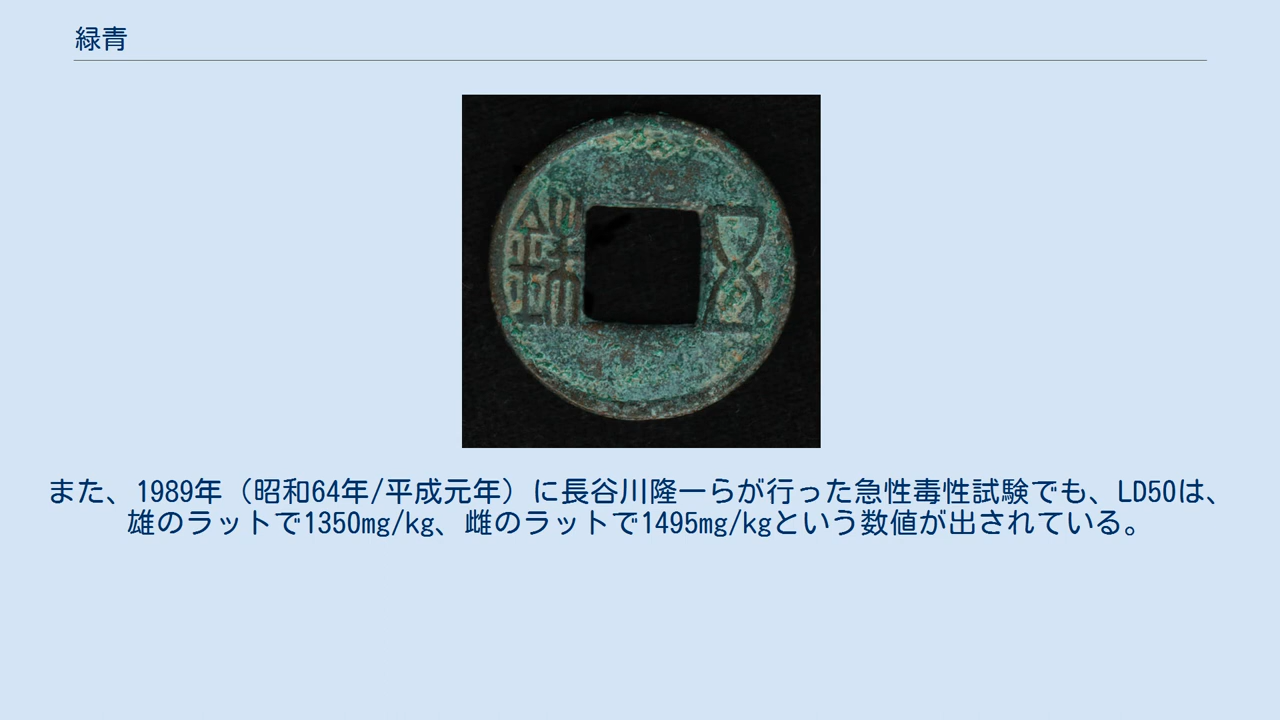 緑青
五銖
また、1989年（昭和64年/平成元年）に長谷川隆一らが行った急性毒性試験でも、LD50は、
雄のラットで1350mg/kg、雌のラットで1495mg/kgという数値が出されている。